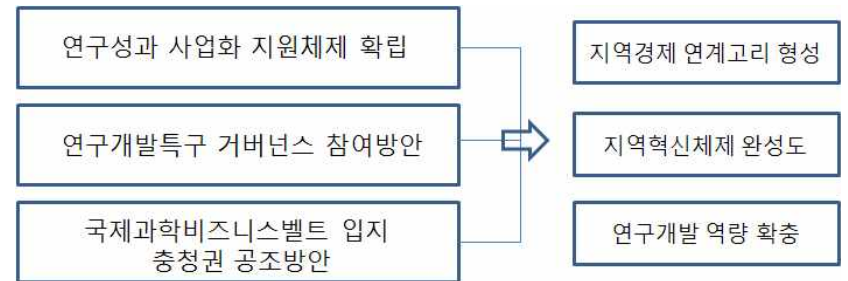 연구성과 사업화 지원체제 확립
연구개발특구 거버넌스 참여방안
국제과학비즈니스벨트 입지
충청권 공조방안
지역경제 연계고리 형성
지역혁신체제 완성도
연구개발 역량 확충